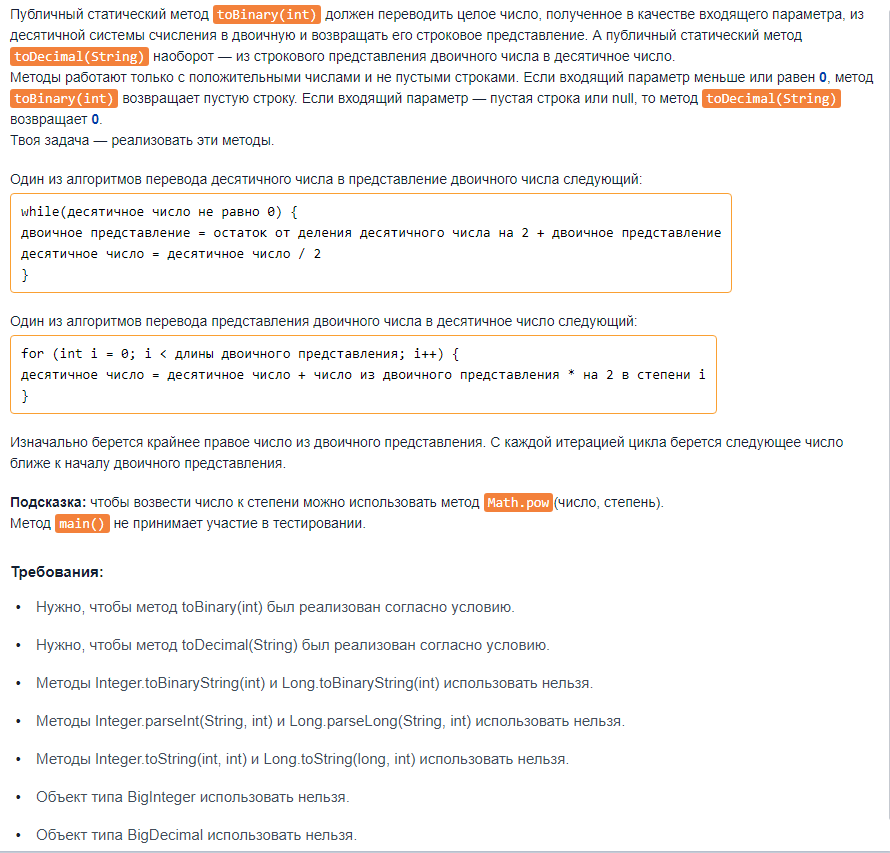 Публичный статический метод toBinary(int) должен переводить целое число, полученное в качестве входящего параметра, из
десятичной системы счисления в двоичную и возвращать его строковое представление. А публичный статический метод
toDecimal(String) наоборот — из строкового представления двоичного числа в десятичное число.
Методы работают только с положительными числами и не пустыми строками. Если входящий параметр меньше или равен 0, метод
toBinary(int) возвращает пустую строку. Если входящий параметр — пустая строка или null, то метод toDecimal(String)
возвращает 0.
Твоя задача — реализовать эти методы.
Один из алгоритмов перевода десятичного числа в представление двоичного числа следующий:
while(десятичное число не равно 0) {
двоичное представление = остаток от деления десятичного числа на 2 + двоичное представление
десятичное число = десятичное число / 2
}
Один из алгоритмов перевода представления двоичного числа в десятичное число следующий:
for (int i = 0; i < длины двоичного представления; i++) {
десятичное число = десятичное число + число из двоичного представления * на 2 в степени i
}
Изначально берется крайнее правое число из двоичного представления. С каждой итерацией цикла берется следующее число
ближе к началу двоичного представления.
Подсказка: чтобы возвести число к степени можно использовать метод Math.pow(число, степень).
Метод main() не принимает участие в тестировании.
Требования:
• Нужно, чтобы метод toBinary(int) был реализован согласно условию.
• Нужно, чтобы метод toDecimal(String) был реализован согласно условию.
• Методы Integer.toBinaryString(int) и Long.toBinaryString(int) использовать нельзя.
• Методы Integer.parseInt(String, int) и Long.parseLong(String, int) использовать нельзя.
• Методы Integer.toString(int, int) и Long.toString(long, int) использовать нельзя.
• Объект типа BigInteger использовать нельзя.
• Объект типа BigDecimal использовать нельзя.